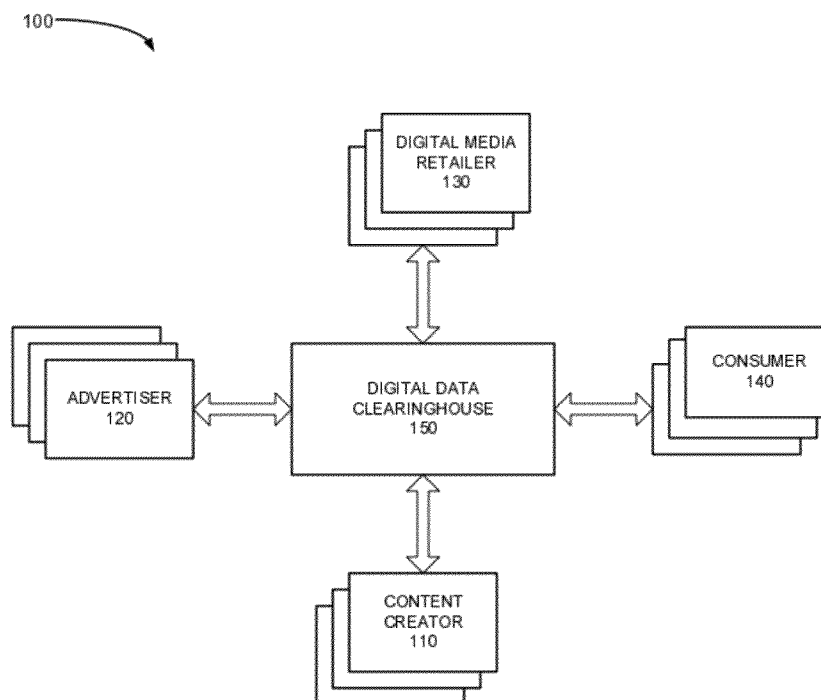 100
DIGITAL MEDIA
RETAILER
130
ADVERTISER
120
DIGITAL DATA
CLEARINGHOUSE
150
CONSUMER
140
CONTENT
CREATOR
110